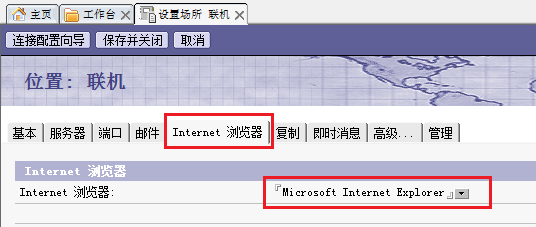 主页 工作台 设置场所 联机
连接配置向导 保存并关闭 取消
位置: 联机
基本 服务器 端口 邮件 Internet 浏览器 复制 即时消息 高级... 管理
Internet 浏览器
Internet 浏览器: Microsoft Internet Explorer